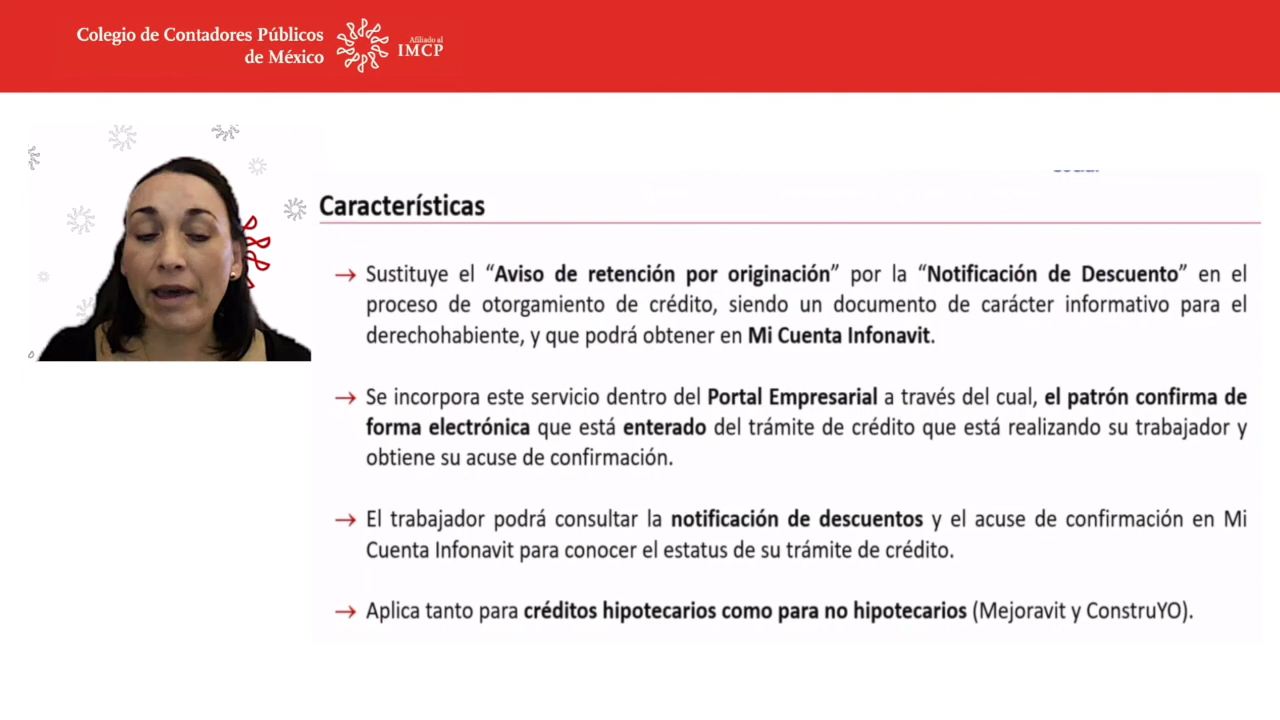 Colegio de Contadores Públicos
de México
Afiliado al
IMCP
Características
→ Sustituye el “Aviso de retención por originación” por la “Notificación de Descuento” en el
proceso de otorgamiento de crédito, siendo un documento de carácter informativo para el
derechohabiente, y que podrá obtener en Mi Cuenta Infonavit.
→ Se incorpora este servicio dentro del Portal Empresarial a través del cual, el patrón confirma de
forma electrónica que está enterado del trámite de crédito que está realizando su trabajador y
obtiene su acuse de confirmación.
→ El trabajador podrá consultar la notificación de descuentos y el acuse de confirmación en Mi
Cuenta Infonavit para conocer el estatus de su trámite de crédito.
→ Aplica tanto para créditos hipotecarios como para no hipotecarios (Mejoravit y ConstruYO).